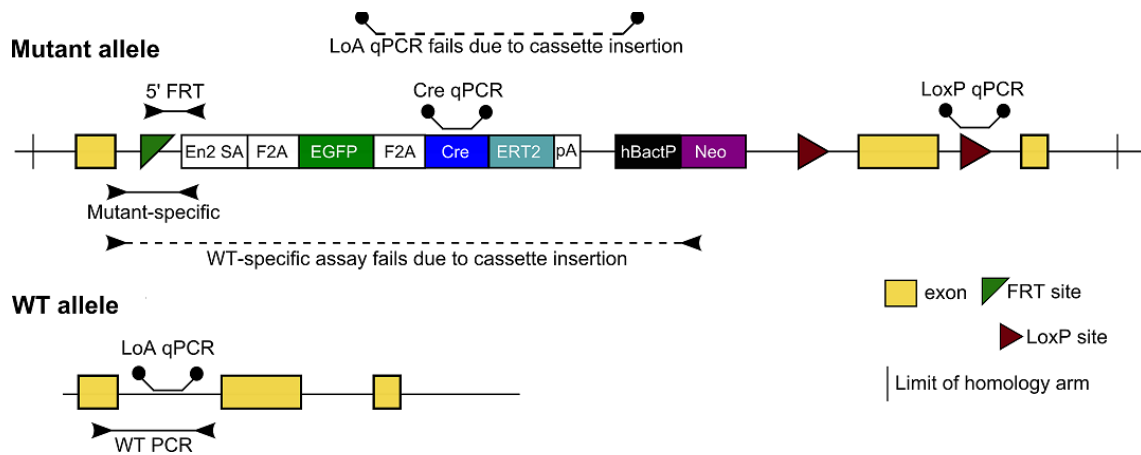 LoA qPCR fails due to cassette insertion
Mutant allele
5' FRT
Cre qPCR
LoxP qPCR
En2 SA
F2A
EGFP
F2A
Cre
ERT2
pA
hBactP
Neo
Mutant-specific
WT-specific assay fails due to cassette insertion
WT allele
LoA qPCR
WT PCR
exon
FRT site
LoxP site
Limit of homology arm